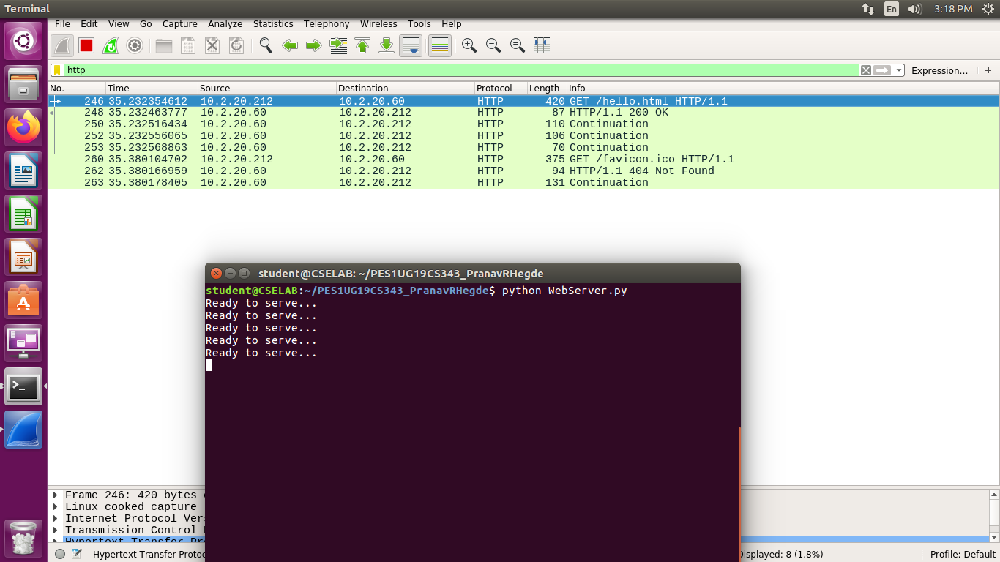 Terminal En 3:18 PM
File Edit View Go Capture Analyze Statistics Telephony Wireless Tools Help
http Expression... +
No. Time Source Destination Protocol Length Info
246 35.232354612 10.2.20.212 10.2.20.60 HTTP 420 GET /hello.html HTTP/1.1
248 35.232463777 10.2.20.60 10.2.20.212 HTTP 87 HTTP/1.1 200 OK
250 35.232516434 10.2.20.60 10.2.20.212 HTTP 110 Continuation
252 35.232556065 10.2.20.60 10.2.20.212 HTTP 106 Continuation
253 35.232568863 10.2.20.60 10.2.20.212 HTTP 70 Continuation
260 35.380104702 10.2.20.212 10.2.20.60 HTTP 375 GET /favicon.ico HTTP/1.1
262 35.380166959 10.2.20.60 10.2.20.212 HTTP 94 HTTP/1.1 404 Not Found
263 35.380178405 10.2.20.60 10.2.20.212 HTTP 131 Continuation
student@CSELAB: ~/PES1UG19CS343_PranavRHegde
student@CSELAB:~/PES1UG19CS343_PranavRHegde$ python WebServer.py
Ready to serve...
Ready to serve...
Ready to serve...
Ready to serve...
Ready to serve...
Frame 246: 420 bytes
Linux cooked capture
Internet Protocol Ver
Transmission Control
Hypertext Transfer Pr
Hypertext Transfer Protoc isplayed: 8 (1.8%) Profile: Default